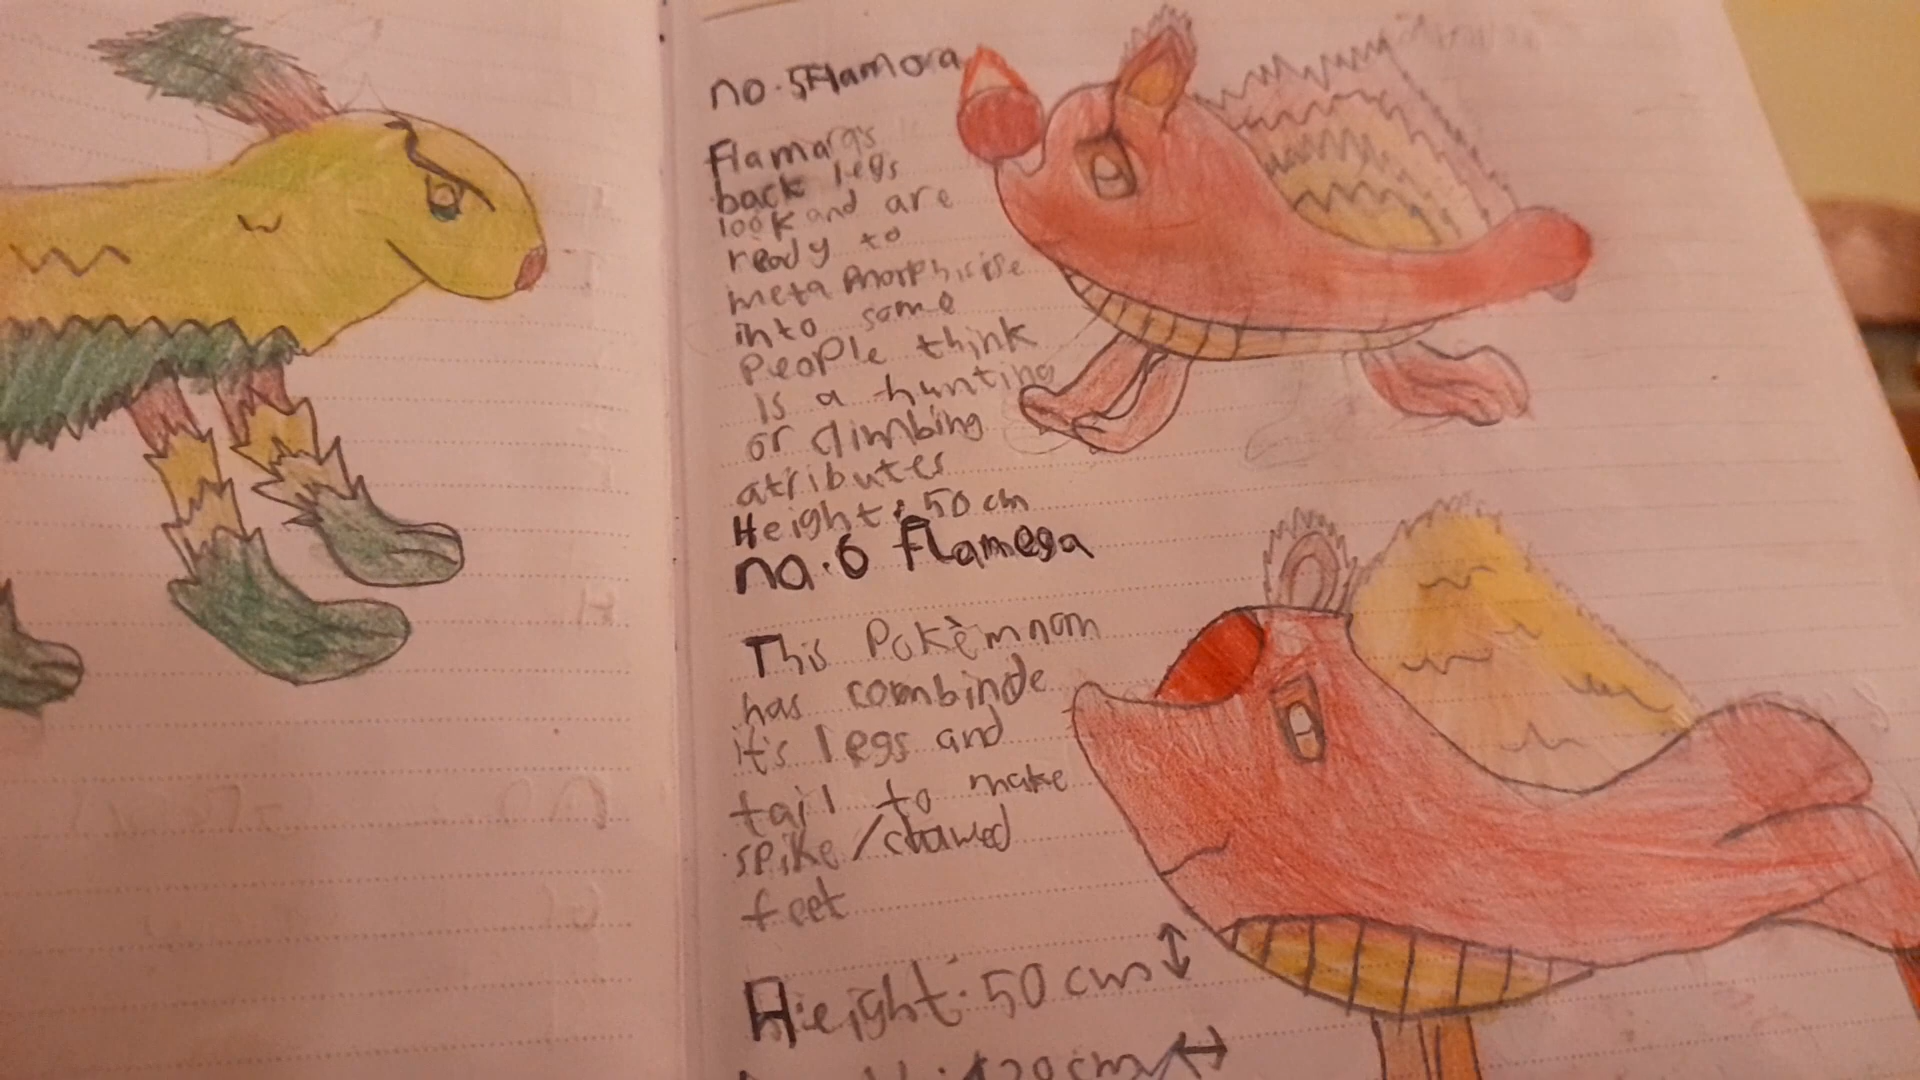 no.5 Flamora
Flamargs
back legs
look and are
ready to
metamorphisise
into some
People think
is a hunting
or climbing
atributes
Height: 50 cm
no.6 flamega
This Pokèmnom
has combinde
it's legs and
tail to make
spike / clawed
feet
Height: 50 cm